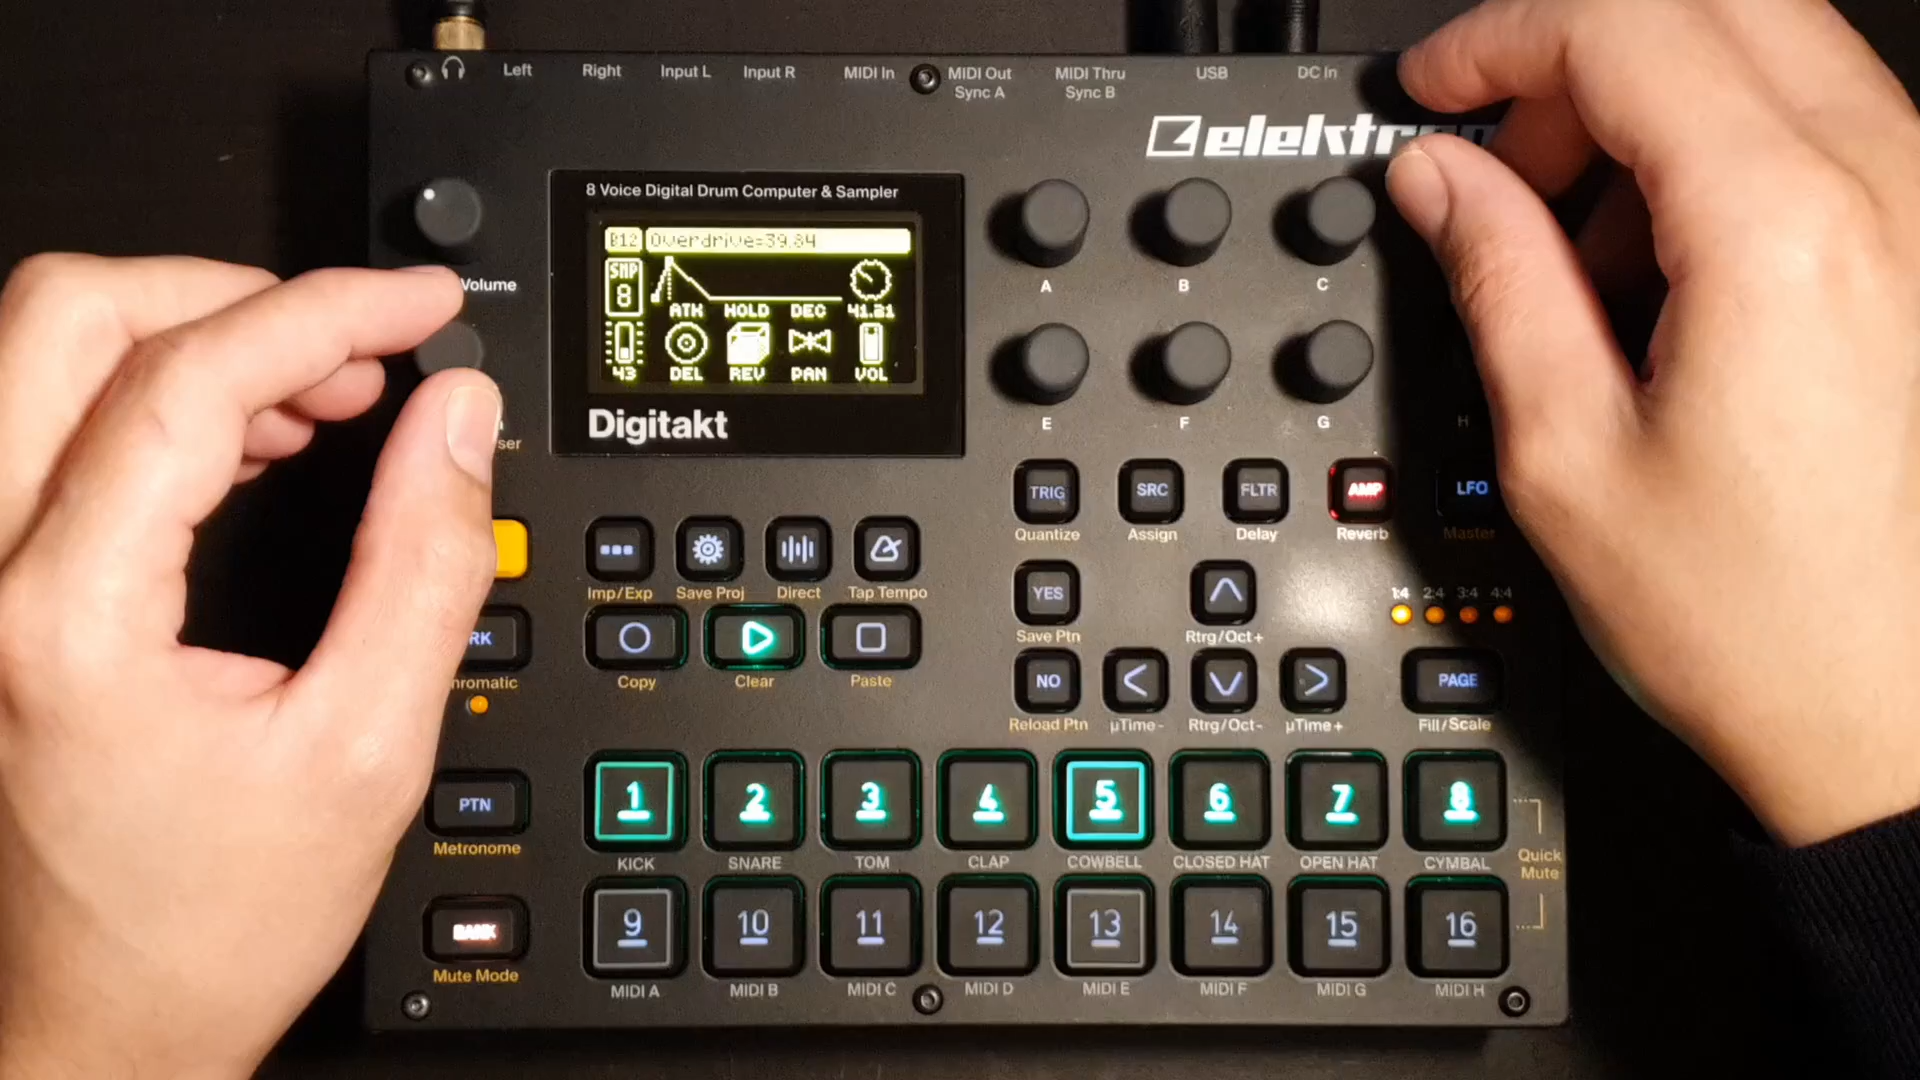 Left Right Input L Input R MIDI In MIDI Out MIDI Thru USB DC In
Sync A Sync B
elektr
8 Voice Digital Drum Computer & Sampler
B12 Overdrive=39.84
SMP
8
ATK HOLD DEC 41.21
43 DEL REV PAN VOL
Digitakt
Volume
A B C
E F G H
TRIG SRC FLTR AMP LFO
Quantize Assign Delay Reverb Master
Imp/Exp Save Proj Direct Tap Tempo
YES
Save Ptn Rtrg/Oct+
1:4 2:4 3:4 4:4
Copy Clear Paste
NO PAGE
Reload Ptn µTime- Rtrg/Oct- µTime+ Fill/Scale
PTN
Metronome
1 2 3 4 5 6 7 8
KICK SNARE TOM CLAP COWBELL CLOSED HAT OPEN HAT CYMBAL
Quick
Mute
BANK
Mute Mode
9 10 11 12 13 14 15 16
MIDI A MIDI B MIDI C MIDI D MIDI E MIDI F MIDI G MIDI H